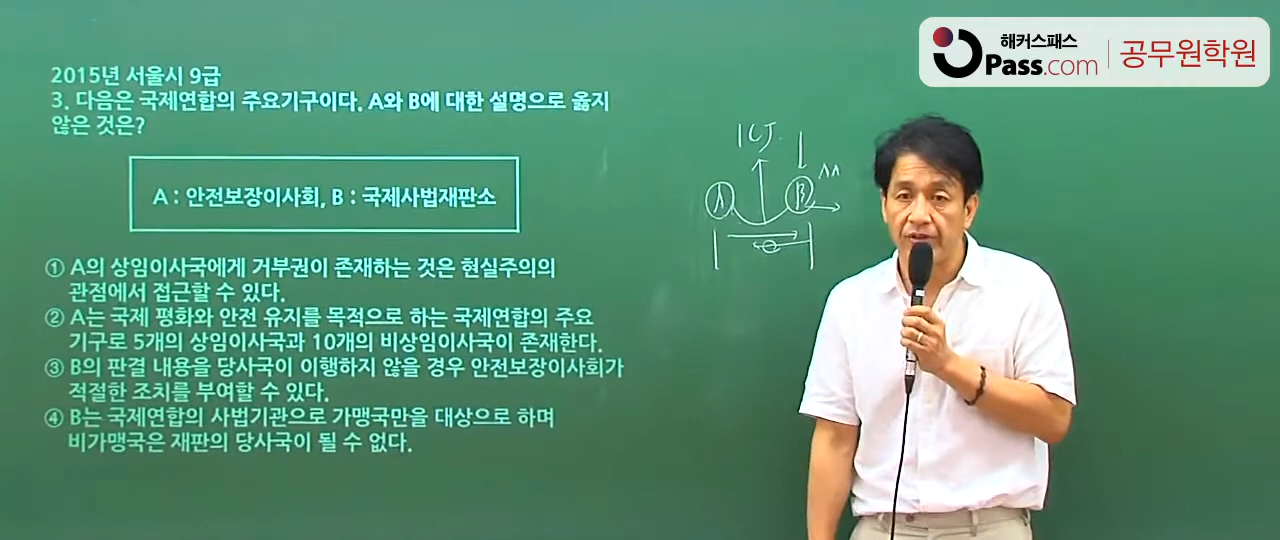 해커스패스
Pass.com
공무원학원
2015년 서울시 9급
3. 다음은 국제연합의 주요기구이다. A와 B에 대한 설명으로 옳지
않은 것은?
A : 안전보장이사회, B : 국제사법재판소
① A의 상임이사국에게 거부권이 존재하는 것은 현실주의의
관점에서 접근할 수 있다.
② A는 국제 평화와 안전 유지를 목적으로 하는 국제연합의 주요
기구로 5개의 상임이사국과 10개의 비상임이사국이 존재한다.
③ B의 판결 내용을 당사국이 이행하지 않을 경우 안전보장이사회가
적절한 조치를 부여할 수 있다.
④ B는 국제연합의 사법기관으로 가맹국만을 대상으로 하며
비가맹국은 재판의 당사국이 될 수 없다.
ICJ
A
B